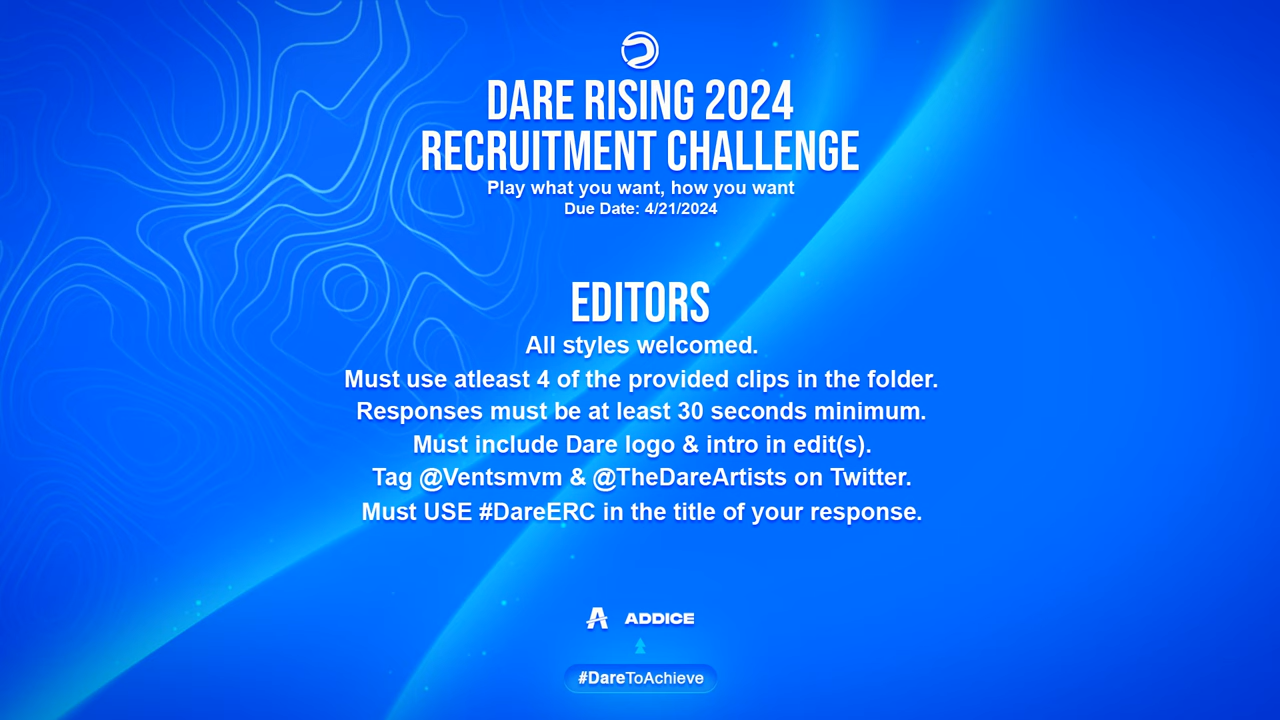 DARE RISING 2024
RECRUITMENT CHALLENGE
Play what you want, how you want
Due Date: 4/21/2024
EDITORS
All styles welcomed.
Must use atleast 4 of the provided clips in the folder.
Responses must be at least 30 seconds minimum.
Must include Dare logo & intro in edit(s).
Tag @Ventsmvm & @TheDareArtists on Twitter.
Must USE #DareERC in the title of your response.
ADDICE
#DareToAchieve